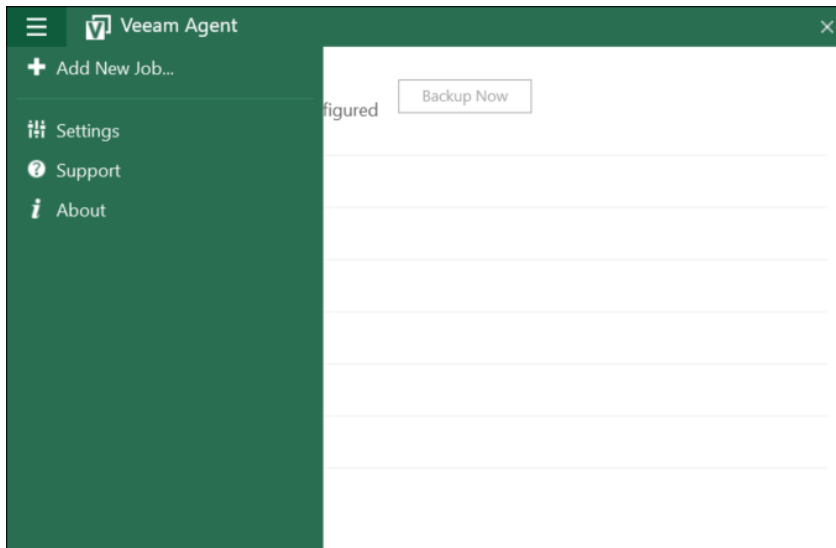 Veeam Agent
Add New Job...
figured
Backup Now
Settings
Support
About